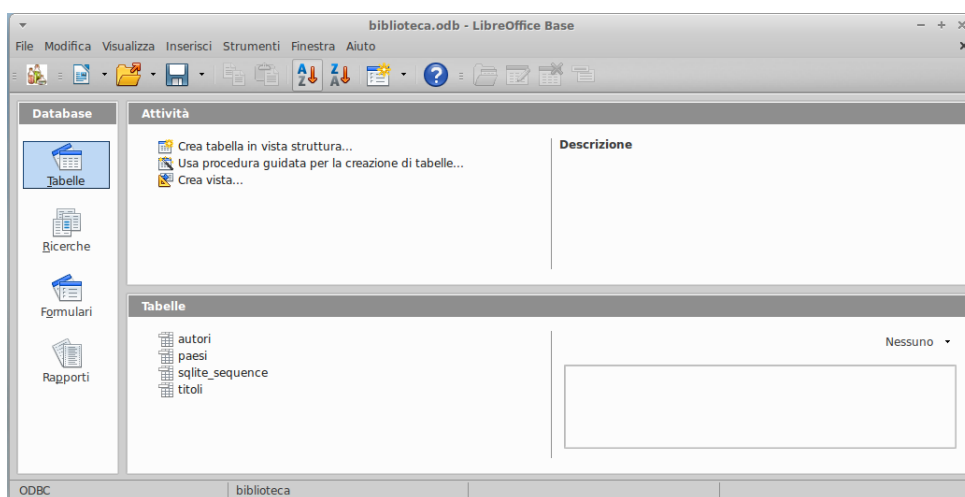 biblioteca.odb - LibreOffice Base
File Modifica Visualizza Inserisci Strumenti Finestra Aiuto
Database
Attività
Tabelle
Ricerche
Formulari
Rapporti
Crea tabella in vista struttura...
Usa procedura guidata per la creazione di tabelle...
Crea vista...
Descrizione
Tabelle
autori
paesi
sqlite_sequence
titoli
Nessuno
ODBC biblioteca